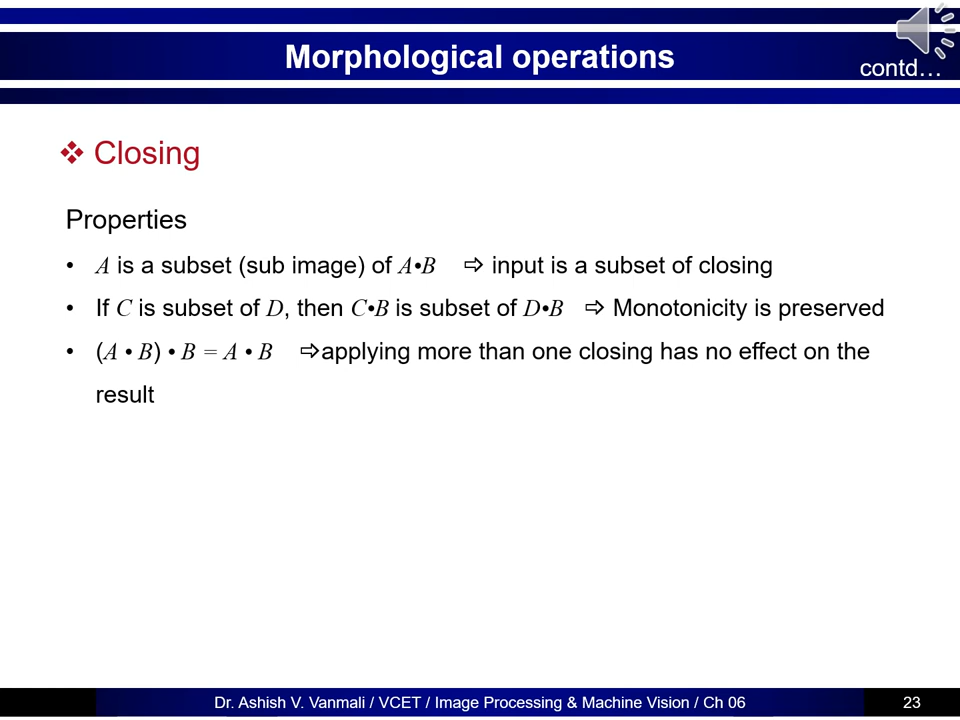 Morphological operations
contd…
❖ Closing
Properties
• A is a subset (sub image) of A•B ⇨ input is a subset of closing
• If C is subset of D, then C•B is subset of D•B ⇨ Monotonicity is preserved
• (A • B) • B = A • B ⇨applying more than one closing has no effect on the
result
Dr. Ashish V. Vanmali / VCET / Image Processing & Machine Vision / Ch 06
23